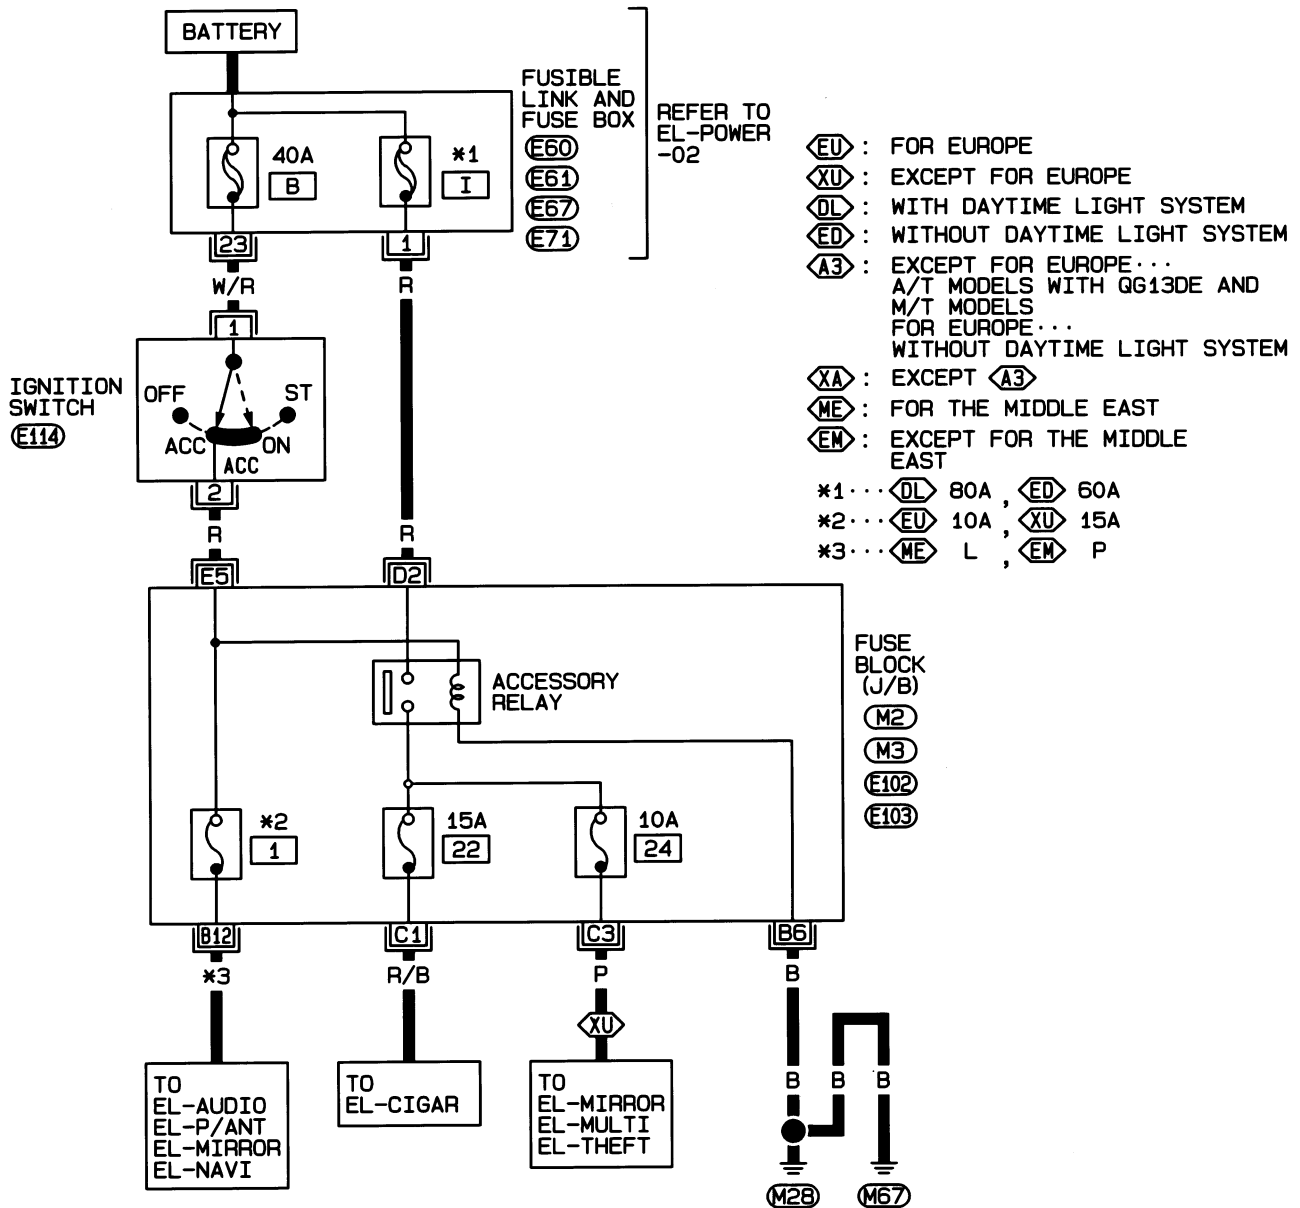 BATTERY
FUSIBLE
LINK AND
FUSE BOX
E60
E61
E67
E71
REFER TO
EL-POWER
-02
40A
B
*1
I
23
1
W/R
R
1
IGNITION
SWITCH
E114
OFF
ST
ACC
ON
ACC
2
R
R
E5
D2
EU : FOR EUROPE
XU : EXCEPT FOR EUROPE
DL : WITH DAYTIME LIGHT SYSTEM
ED : WITHOUT DAYTIME LIGHT SYSTEM
A3 : EXCEPT FOR EUROPE···
A/T MODELS WITH QG13DE AND
M/T MODELS
FOR EUROPE···
WITHOUT DAYTIME LIGHT SYSTEM
XA : EXCEPT A3
ME : FOR THE MIDDLE EAST
EM : EXCEPT FOR THE MIDDLE
EAST
*1··· DL 80A , ED 60A
*2··· EU 10A , XU 15A
*3··· ME L , EM P
ACCESSORY
RELAY
FUSE
BLOCK
(J/B)
M2
M3
E102
E103
*2
1
15A
22
10A
24
B12
C1
C3
B6
*3
R/B
P
B
XU
TO
EL-AUDIO
EL-P/ANT
EL-MIRROR
EL-NAVI
TO
EL-CIGAR
TO
EL-MIRROR
EL-MULTI
EL-THEFT
B
B
B
M28
M67